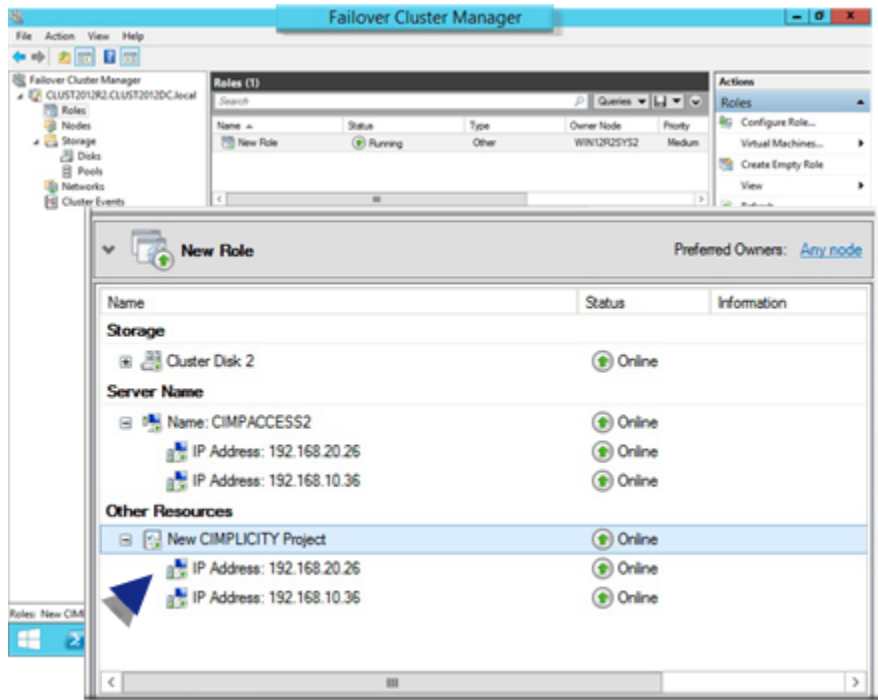 Failover Cluster Manager
File Action View Help
Failover Cluster Manager
CLUST2012R2.CLUST2012DC.local
Roles
Nodes
Storage
Disks
Pools
Networks
Cluster Events
Roles (1)
Search
Queries
Name Status Type Owner Node Priority
New Role Running Other WIN12R2SYS2 Medium
Actions
Roles
Configure Role...
Virtual Machines...
Create Empty Role
View
New Role Preferred Owners: Any node
Name Status Information
Storage
Cluster Disk 2 Online
Server Name
Name: CIMPACCESS2 Online
IP Address: 192.168.20.26 Online
IP Address: 192.168.10.36 Online
Other Resources
New CIMPLICITY Project Online
IP Address: 192.168.20.26 Online
IP Address: 192.168.10.36 Online
Roles: New CIM